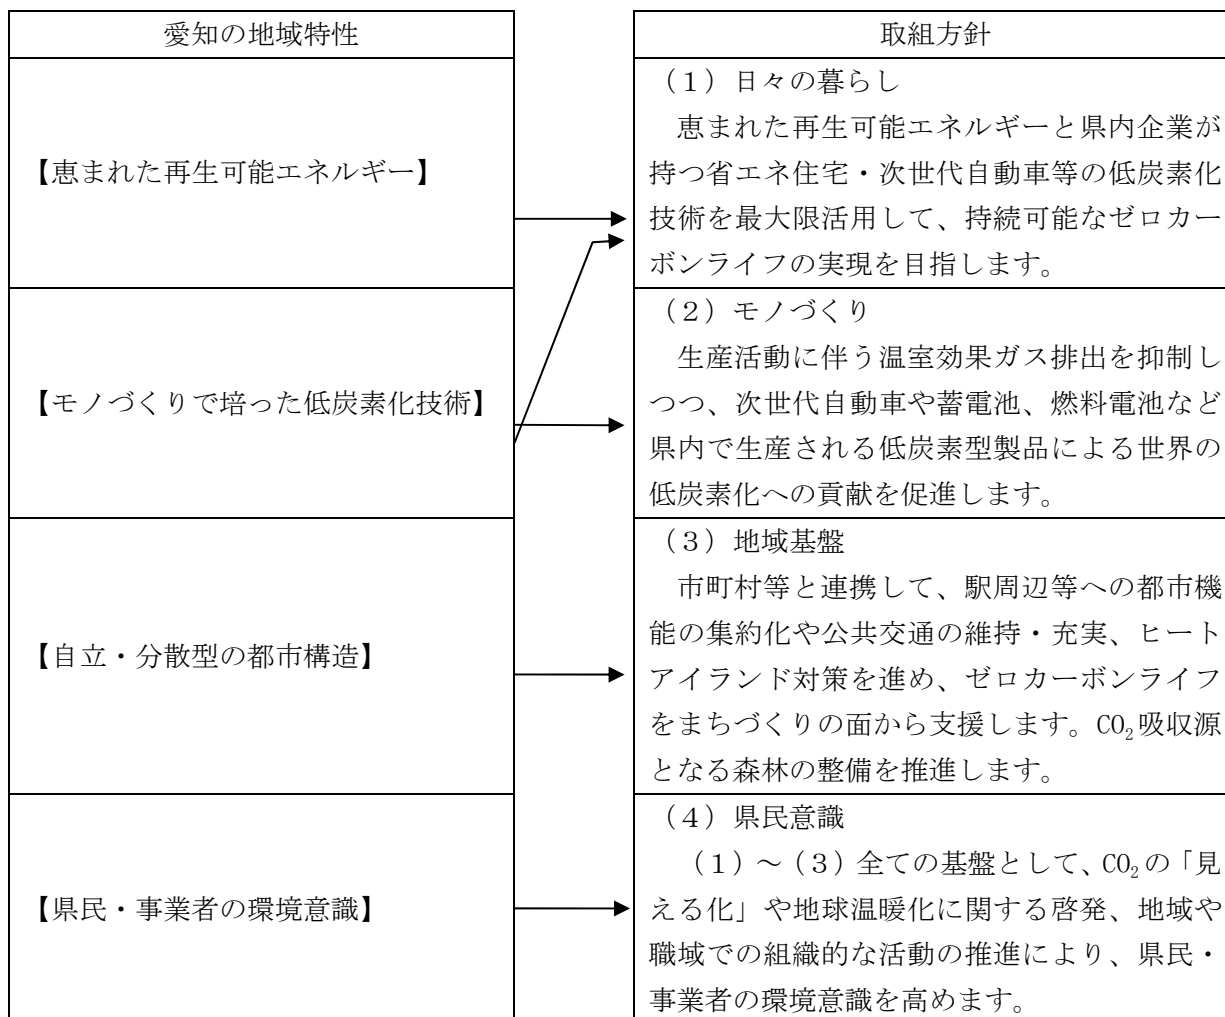 愛知の地域特性
取組方針
【恵まれた再生可能エネルギー】
(1)日々の暮らし
恵まれた再生可能エネルギーと県内企業が
持つ省エネ住宅・次世代自動車等の低炭素化
技術を最大限活用して、持続可能なゼロカー
ボンライフの実現を目指します。
【モノづくりで培った低炭素化技術】
(2)モノづくり
生産活動に伴う温室効果ガス排出を抑制し
つつ、次世代自動車や蓄電池、燃料電池など
県内で生産される低炭素型製品による世界の
低炭素化への貢献を促進します。
【自立・分散型の都市構造】
(3)地域基盤
市町村等と連携して、駅周辺等への都市機
能の集約化や公共交通の維持・充実、ヒート
アイランド対策を進め、ゼロカーボンライフ
をまちづくりの面から支援します。CO₂吸収源
となる森林の整備を推進します。
【県民・事業者の環境意識】
(4)県民意識
(1)~(3)全ての基盤として、CO₂の「見
える化」や地球温暖化に関する啓発、地域や
職域での組織的な活動の推進により、県民・
事業者の環境意識を高めます。